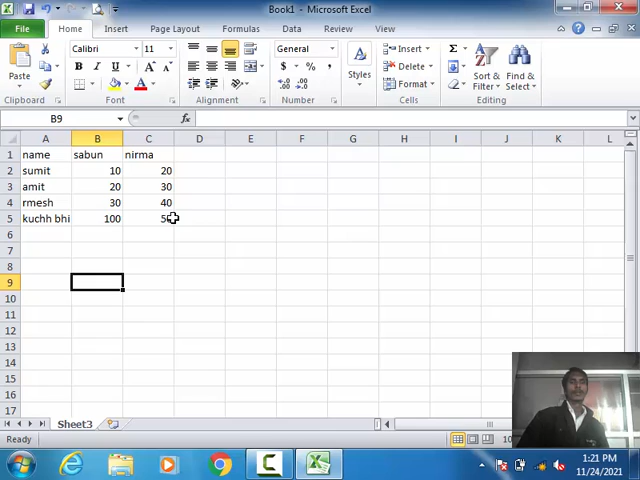 Book1 - Microsoft Excel
File Home Insert Page Layout Formulas Data Review View
Paste
Clipboard
Calibri 11
B I U A A
Font
Alignment
General
$ % ,
Number
Styles
Insert
Delete
Format
Cells
Σ
Sort & Filter
Find & Select
Editing
B9 fx
A B C D E F G H I J K L
1 name sabun nirma
2 sumit 10 20
3 amit 20 30
4 rmesh 30 40
5 kuchh bhi 100
6
7
8
9
10
11
12
13
14
15
16
17
Sheet3
Ready
1:21 PM
11/24/2021